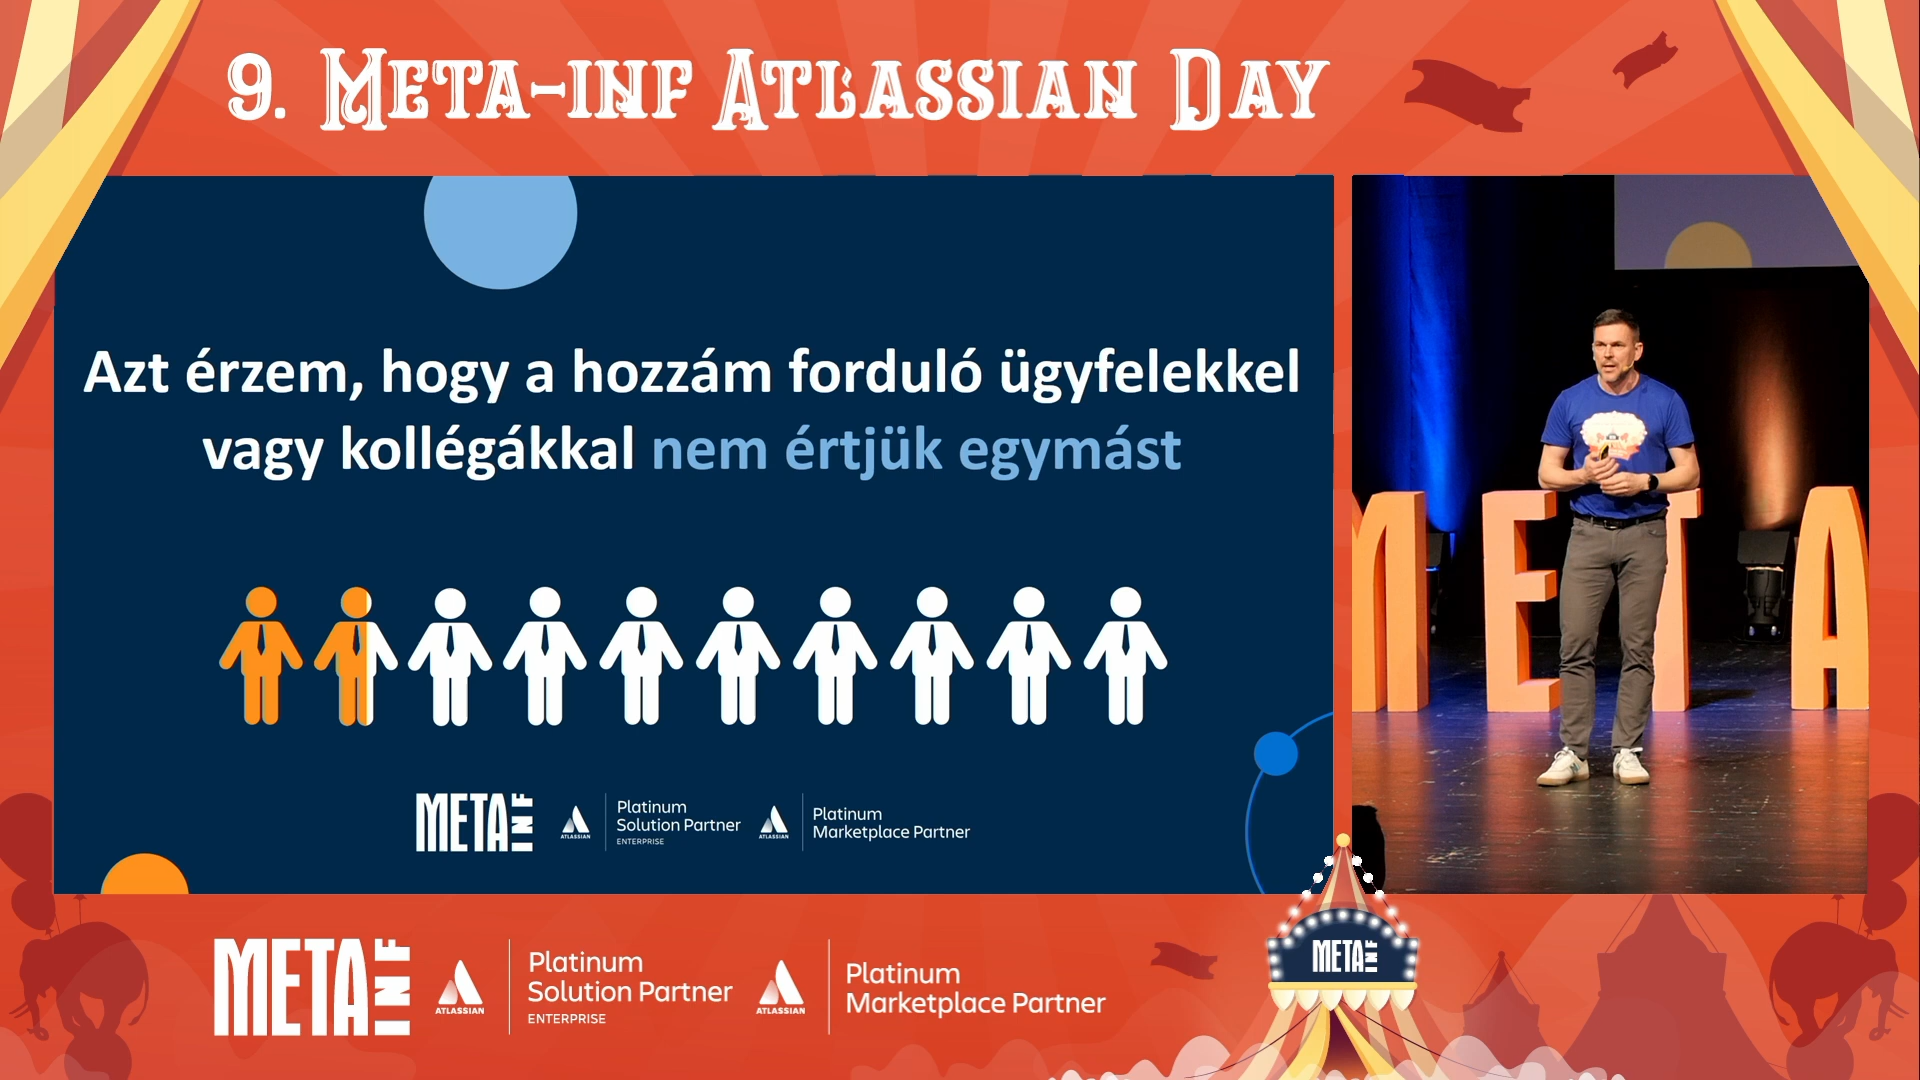 9. META-INF ATLASSIAN DAY
Azt érzem, hogy a hozzám forduló ügyfelekkel
vagy kollégákkal nem értjük egymást
META INF
ATLASSIAN
Platinum
Solution Partner
ENTERPRISE
ATLASSIAN
Platinum
Marketplace Partner
META
META INF
META INF
ATLASSIAN
Platinum
Solution Partner
ENTERPRISE
ATLASSIAN
Platinum
Marketplace Partner